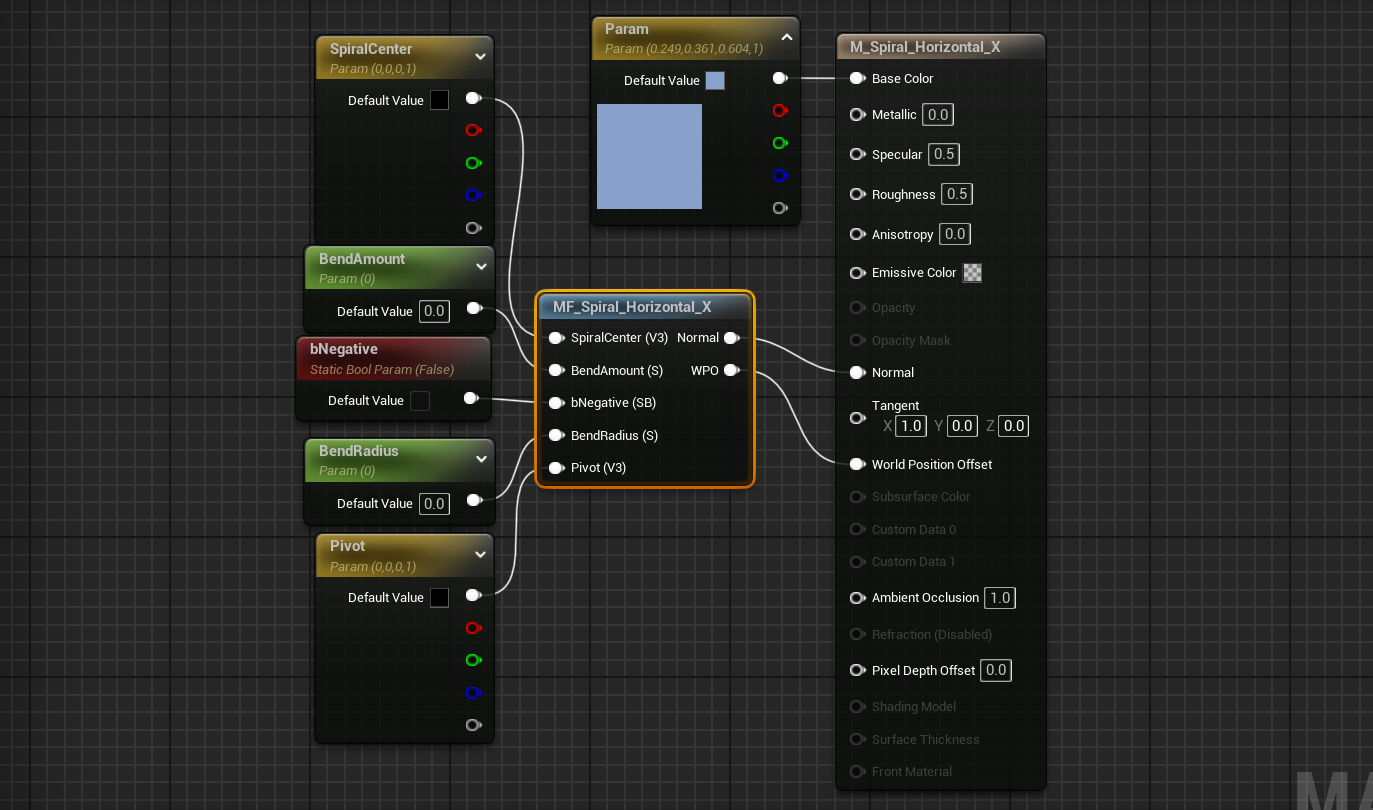 SpiralCenter
Param (0,0,0,1)
Default Value
BendAmount
Param (0)
Default Value 0.0
bNegative
Static Bool Param (False)
Default Value
BendRadius
Param (0)
Default Value 0.0
Pivot
Param (0,0,0,1)
Default Value
Param
Param (0.249,0.361,0.604,1)
Default Value
MF_Spiral_Horizontal_X
SpiralCenter (V3) Normal
BendAmount (S) WPO
bNegative (SB)
BendRadius (S)
Pivot (V3)
M_Spiral_Horizontal_X
Base Color
Metallic 0.0
Specular 0.5
Roughness 0.5
Anisotropy 0.0
Emissive Color
Opacity
Opacity Mask
Normal
Tangent
X 1.0 Y 0.0 Z 0.0
World Position Offset
Subsurface Color
Custom Data 0
Custom Data 1
Ambient Occlusion 1.0
Refraction (Disabled)
Pixel Depth Offset 0.0
Shading Model
Surface Thickness
Front Material